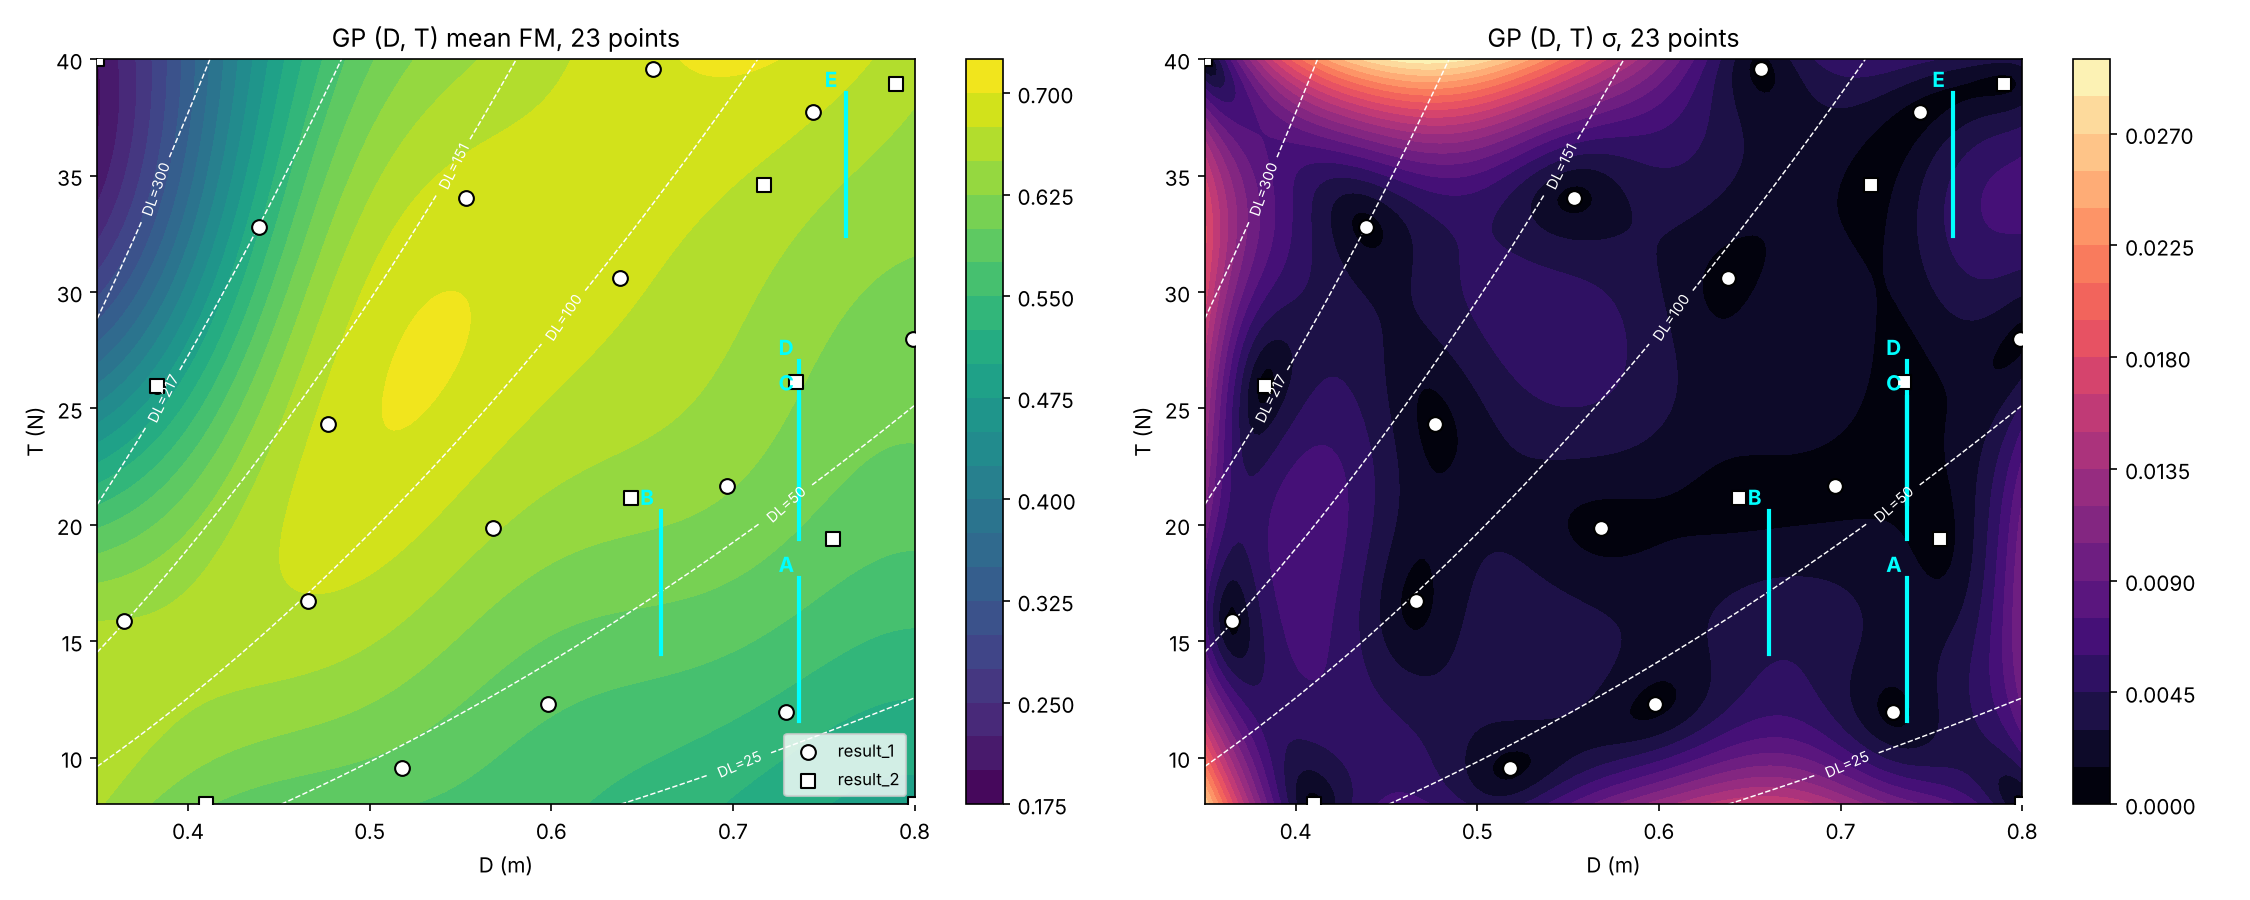 GP (D, T) mean FM, 23 points
40
35
30
25
20
15
10
T (N)
0.4
0.5
0.6
0.7
0.8
D (m)
DL=300
DL=217
DL=151
DL=100
DL=50
DL=25
E
D
C
B
A
result_1
result_2
0.700
0.625
0.550
0.475
0.400
0.325
0.250
0.175
GP (D, T) σ, 23 points
40
35
30
25
20
15
10
T (N)
0.4
0.5
0.6
0.7
0.8
D (m)
DL=300
DL=217
DL=151
DL=100
DL=50
DL=25
E
D
C
B
A
0.0270
0.0225
0.0180
0.0135
0.0090
0.0045
0.0000